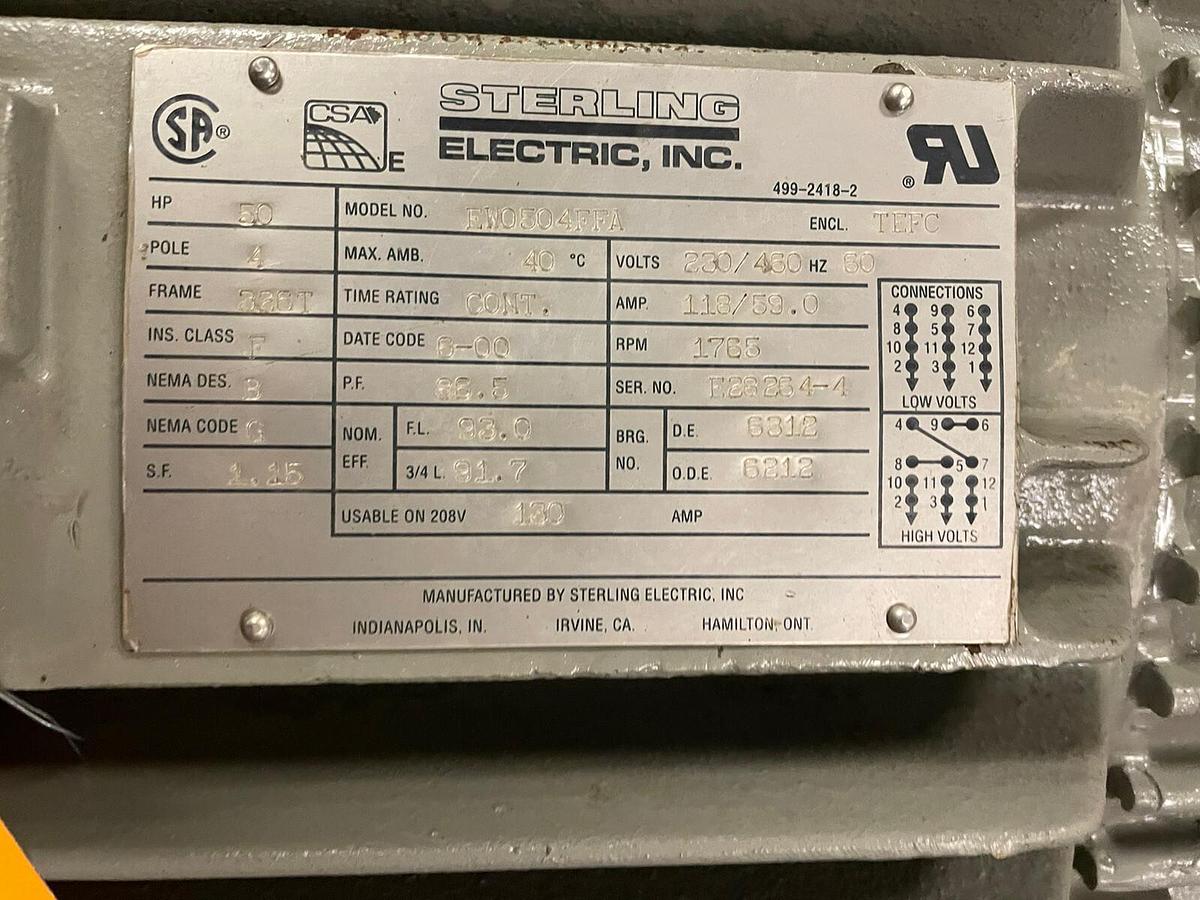 SA ®
CSA E
STERLING
ELECTRIC, INC.
499-2418-2
® UR
HP 50
MODEL NO. EW0504FFA ENCL. TEFC
POLE 4
MAX. AMB. 40 °C
VOLTS 230/460 HZ 60
FRAME 326T
TIME RATING CONT.
AMP. 118/59.0
INS. CLASS F
DATE CODE 6-00
RPM 1765
NEMA DES. B
P.F.
SER. NO.
NEMA CODE G
NOM. EFF.
F.L. 93.0
3/4 L. 91.7
BRG. NO.
D.E. 6312
O.D.E. 6212
S.F. 1.15
USABLE ON 208V 130 AMP
CONNECTIONS
4 9 6
8 5 7
10 11 12
2 3 1
LOW VOLTS
4 9 6
8 5 7
10 11 12
2 3 1
HIGH VOLTS
MANUFACTURED BY STERLING ELECTRIC, INC
INDIANAPOLIS, IN. IRVINE, CA. HAMILTON, ONT.